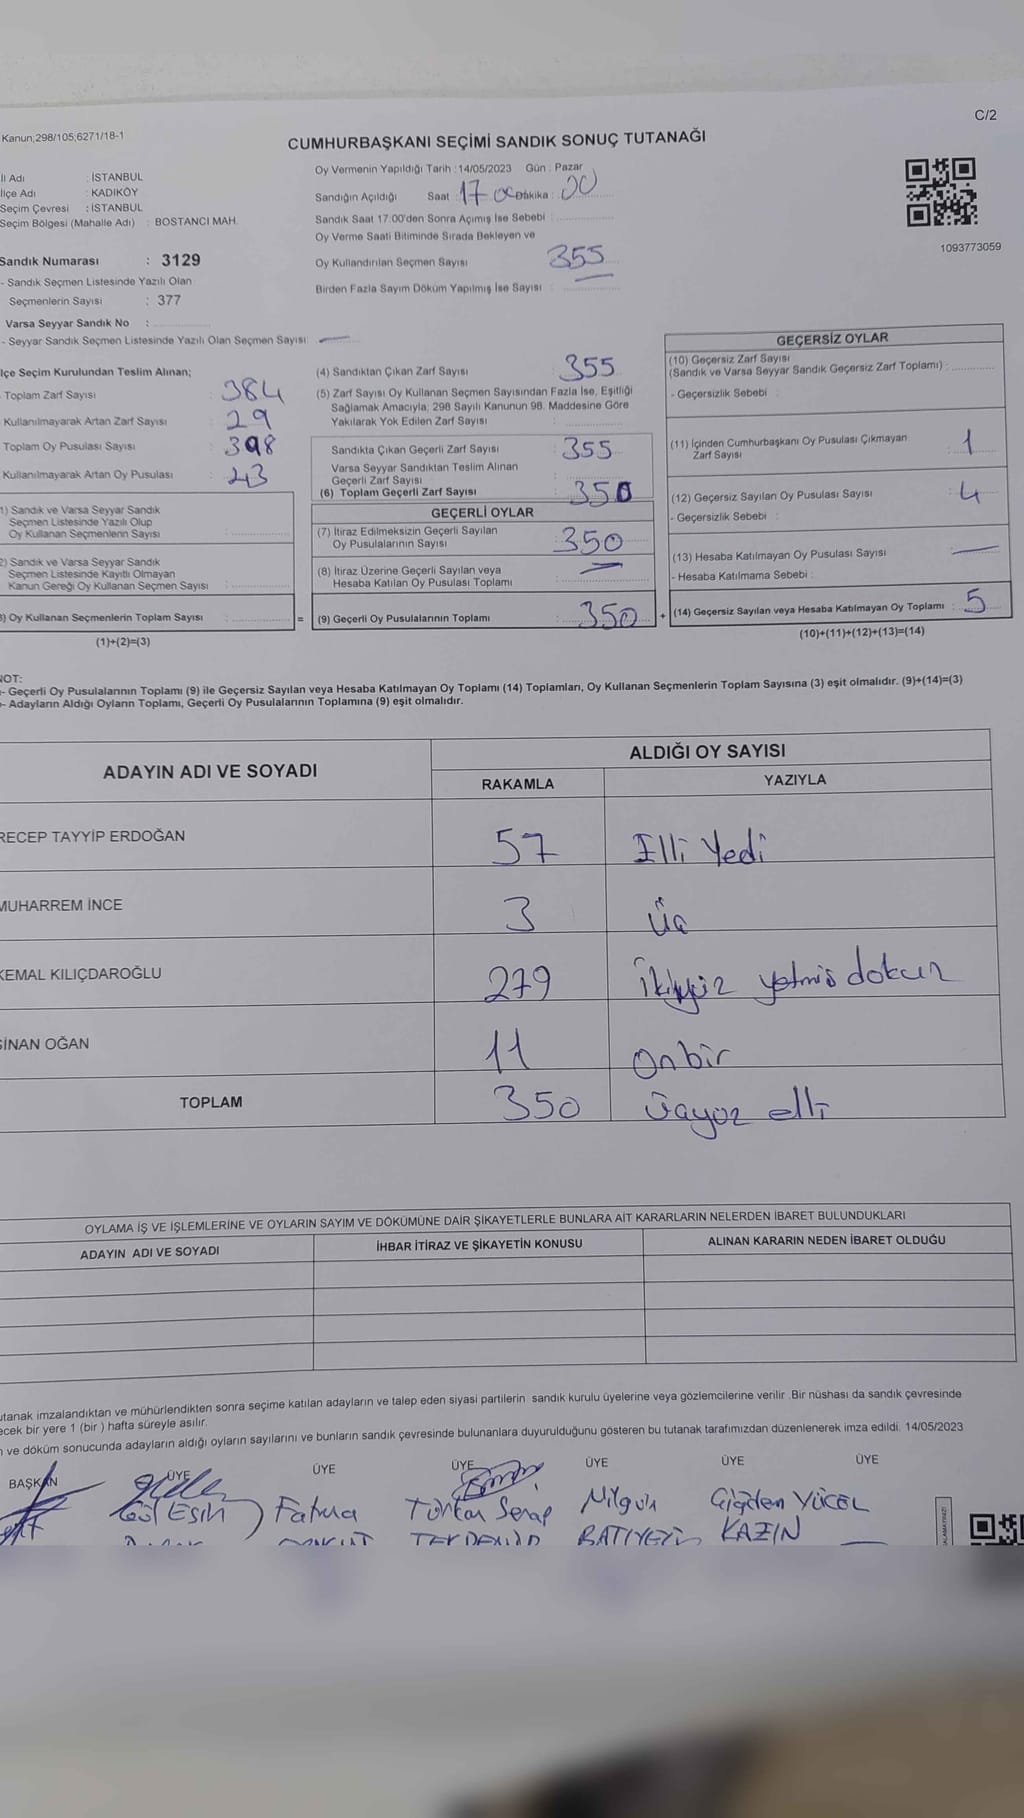 C/2
Kanun;298/105;6271/18-1
CUMHURBAŞKANI SEÇİMİ SANDIK SONUÇ TUTANAĞI
1093773059
İl Adı : İSTANBUL
İlçe Adı : KADIKÖY
Seçim Çevresi : İSTANBUL
Seçim Bölgesi (Mahalle Adı) : BOSTANCI MAH.
Sandık Numarası : 3129
- Sandık Seçmen Listesinde Yazılı Olan
Seçmenlerin Sayısı : 377
Varsa Seyyar Sandık No :
- Seyyar Sandık Seçmen Listesinde Yazılı Olan Seçmen Sayısı
Oy Vermenin Yapıldığı Tarih : 14/05/2023 Gün : Pazar
Sandığın Açıldığı Saat : 17 00 Dakika : 00
Sandık Saat 17:00'den Sonra Açımış İse Sebebi :
Oy Verme Saati Bitiminde Sırada Bekleyen ve
Oy Kullandırılan Seçmen Sayısı : 355
Birden Fazla Sayım Döküm Yapılmış İse Sayısı :
İlçe Seçim Kurulundan Teslim Alınan;
Toplam Zarf Sayısı : 384
Kullanılmayarak Artan Zarf Sayısı : 29
Toplam Oy Pusulası Sayısı : 398
Kullanılmayarak Artan Oy Pusulası : 43
1) Sandık ve Varsa Seyyar Sandık
Seçmen Listesinde Yazılı Olup
Oy Kullanan Seçmenlerin Sayısı :
2) Sandık ve Varsa Seyyar Sandık
Seçmen Listesinde Kayıtlı Olmayan
Kanun Gereği Oy Kullanan Seçmen Sayısı :
3) Oy Kullanan Seçmenlerin Toplam Sayısı : =
(1)+(2)=(3)
(4) Sandıktan Çıkan Zarf Sayısı : 355
(5) Zarf Sayısı Oy Kullanan Seçmen Sayısından Fazla İse, Eşitliği
Sağlamak Amacıyla; 298 Sayılı Kanunun 98. Maddesine Göre
Yakılarak Yok Edilen Zarf Sayısı :
Sandıkta Çıkan Geçerli Zarf Sayısı : 355
Varsa Seyyar Sandıktan Teslim Alınan
Geçerli Zarf Sayısı :
(6) Toplam Geçerli Zarf Sayısı : 350
GEÇERLİ OYLAR
(7) İtiraz Edilmeksizin Geçerli Sayılan
Oy Pusulalarının Sayısı : 350
(8) İtiraz Üzerine Geçerli Sayılan veya
Hesaba Katılan Oy Pusulası Toplamı :
(9) Geçerli Oy Pusulalarının Toplamı : 350 +
GEÇERSİZ OYLAR
(10) Geçersiz Zarf Sayısı
(Sandık ve Varsa Seyyar Sandık Geçersiz Zarf Toplamı) :
- Geçersizlik Sebebi :
(11) İçinden Cumhurbaşkanı Oy Pusulası Çıkmayan
Zarf Sayısı : 1
(12) Geçersiz Sayılan Oy Pusulası Sayısı : 4
- Geçersizlik Sebebi :
(13) Hesaba Katılmayan Oy Pusulası Sayısı :
- Hesaba Katılmama Sebebi :
(14) Geçersiz Sayılan veya Hesaba Katılmayan Oy Toplamı : 5
(10)+(11)+(12)+(13)=(14)
NOT:
- Geçerli Oy Pusulalarının Toplamı (9) ile Geçersiz Sayılan veya Hesaba Katılmayan Oy Toplamı (14) Toplamları, Oy Kullanan Seçmenlerin Toplam Sayısına (3) eşit olmalıdır. (9)+(14)=(3)
- Adayların Aldığı Oyların Toplamı, Geçerli Oy Pusulalarının Toplamına (9) eşit olmalıdır.
ADAYIN ADI VE SOYADI
ALDIĞI OY SAYISI
RAKAMLA YAZIYLA
RECEP TAYYİP ERDOĞAN 57 Elli Yedi
MUHARREM İNCE 3 Üç
KEMAL KILIÇDAROĞLU 279 İkiyüz yetmiş dokuz
SİNAN OĞAN 11 Onbir
TOPLAM 350 Üçyüz elli
OYLAMA İŞ VE İŞLEMLERİNE VE OYLARIN SAYIM VE DÖKÜMÜNE DAİR ŞİKAYETLERLE BUNLARA AİT KARARLARIN NELERDEN İBARET BULUNDUKLARI
ADAYIN ADI VE SOYADI İHBAR İTİRAZ VE ŞİKAYETİN KONUSU ALINAN KARARIN NEDEN İBARET OLDUĞU
utanak imzalandıktan ve mühürlendikten sonra seçime katılan adayların ve talep eden siyasi partilerin sandık kurulu üyelerine veya gözlemcilerine verilir .Bir nüshası da sandık çevresinde
ecek bir yere 1 (bir ) hafta süreyle asılır.
ve döküm sonucunda adayların aldığı oyların sayılarını ve bunların sandık çevresinde bulunanlara duyurulduğunu gösteren bu tutanak tarafımızdan düzenlenerek imza edildi. 14/05/2023
BAŞKAN ÜYE ÜYE ÜYE ÜYE ÜYE ÜYE
Gül ESİN Fatma Türkan Serap Nilgün Çiğdem YÜCEL
KAZIN